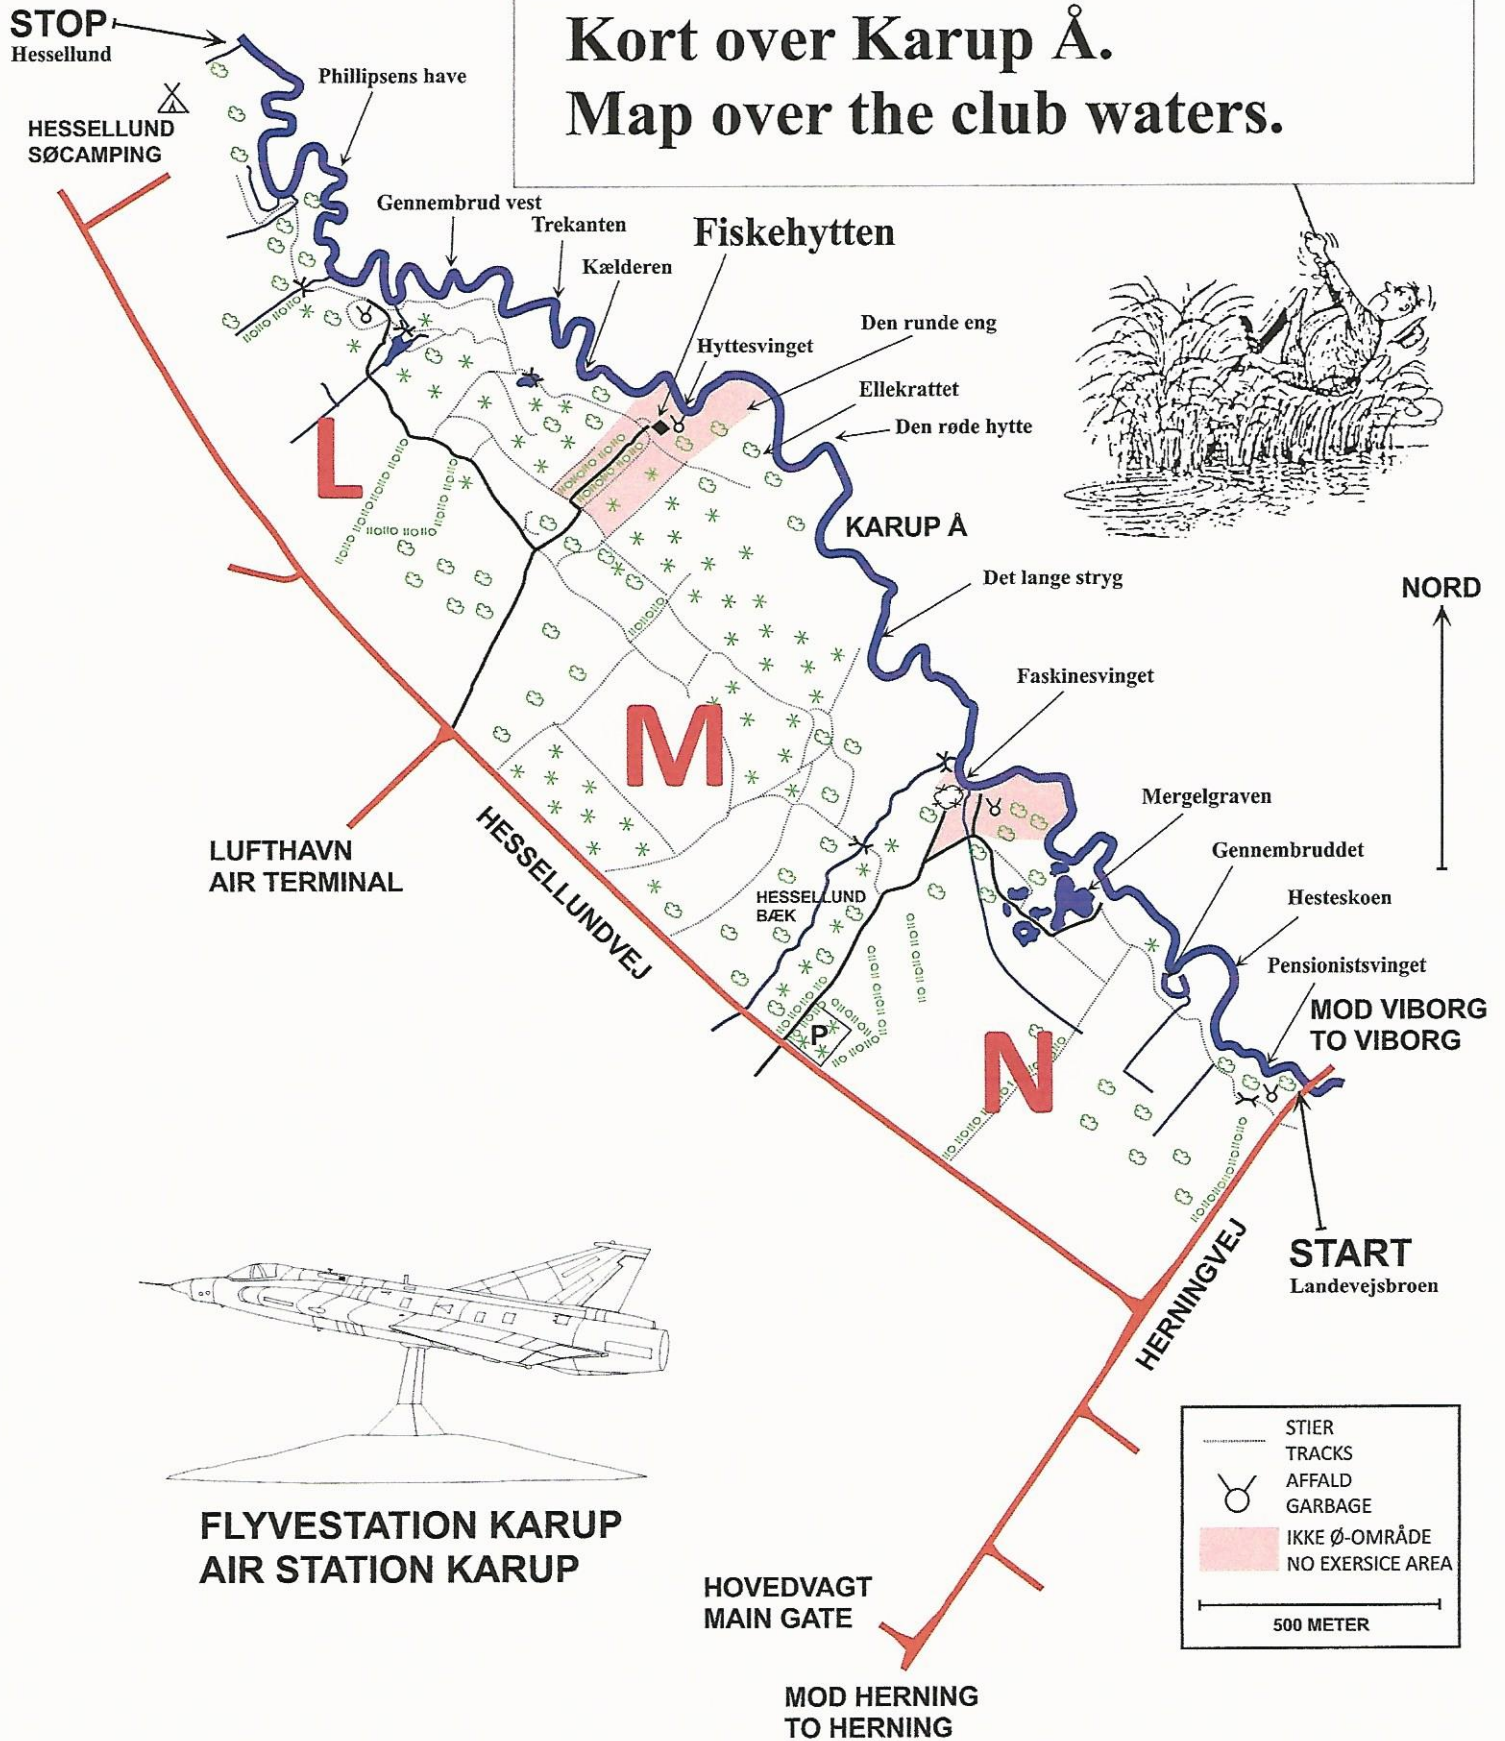 Kort over Karup Å.
Map over the club waters.
STOP
Hessellund
Phillipsens have
HESSELLUND
SØCAMPING
Gennembrud vest
Trekanten
Fiskehytten
Kælderen
Den runde eng
Hyttesvinget
Ellekrattet
Den røde hytte
L
KARUP Å
Det lange stryg
NORD
Faskinesvinget
M
Mergelgraven
LUFTHAVN
AIR TERMINAL
HESSELLUNDVEJ
Gennembruddet
HESSELLUND
BÆK
Hesteskoen
Pensionistsvinget
MOD VIBORG
TO VIBORG
P
N
START
Landevejsbroen
HERNINGVEJ
FLYVESTATION KARUP
AIR STATION KARUP
STIER
TRACKS
AFFALD
GARBAGE
IKKE Ø-OMRÅDE
NO EXERSICE AREA
500 METER
HOVEDVAGT
MAIN GATE
MOD HERNING
TO HERNING